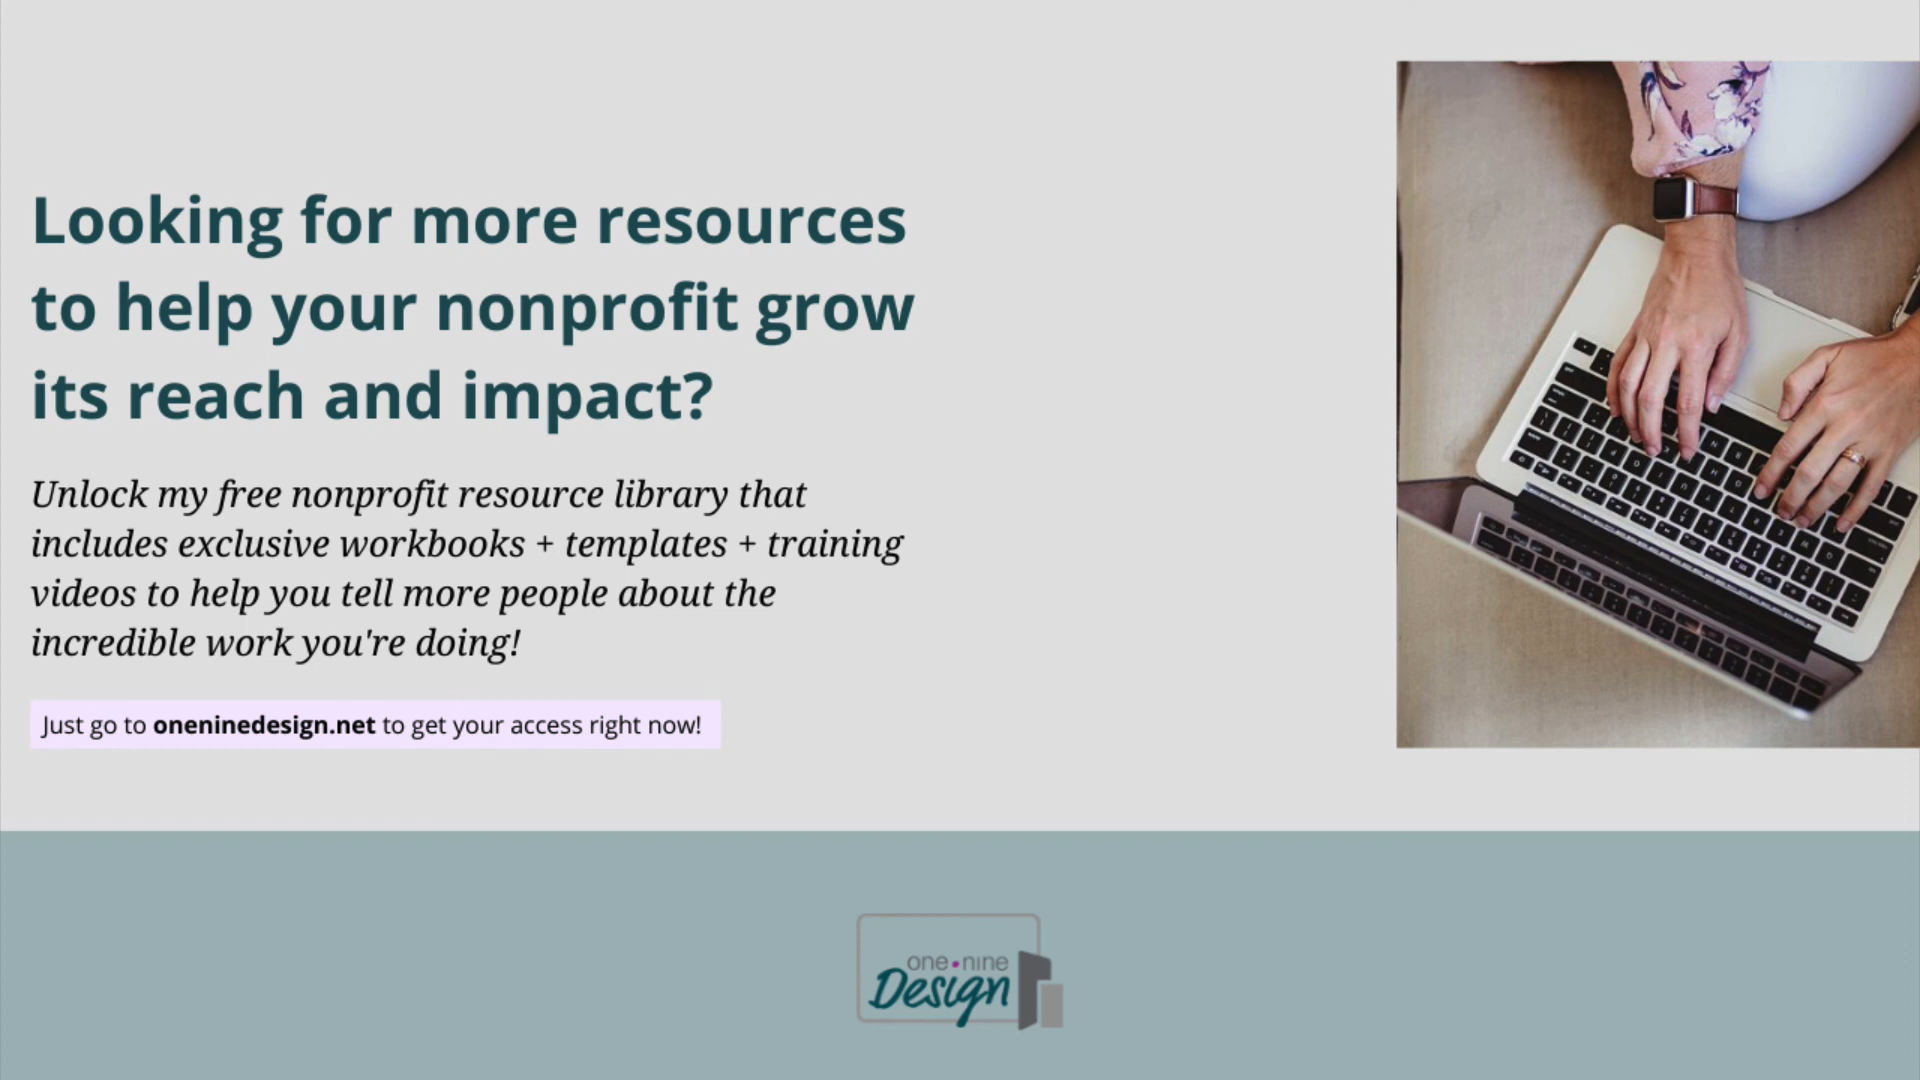 Looking for more resources
to help your nonprofit grow
its reach and impact?
Unlock my free nonprofit resource library that
includes exclusive workbooks + templates + training
videos to help you tell more people about the
incredible work you're doing!
Just go to oneninedesign.net to get your access right now!
one•nine
Design